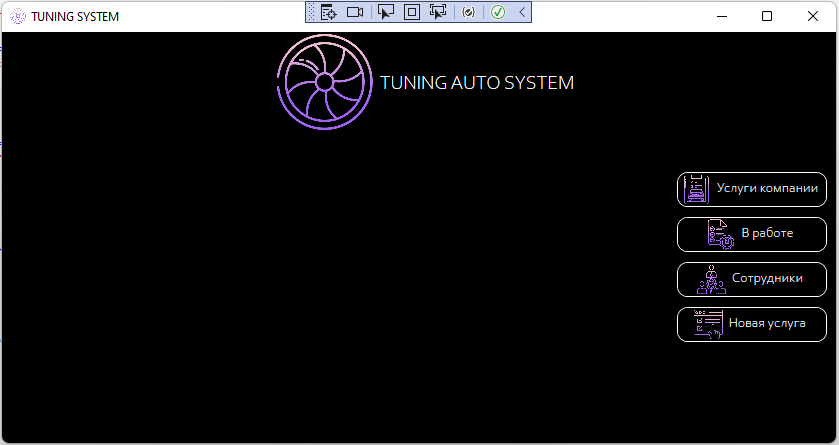 TUNING SYSTEM
TUNING AUTO SYSTEM
Услуги компании
В работе
Сотрудники
Новая услуга